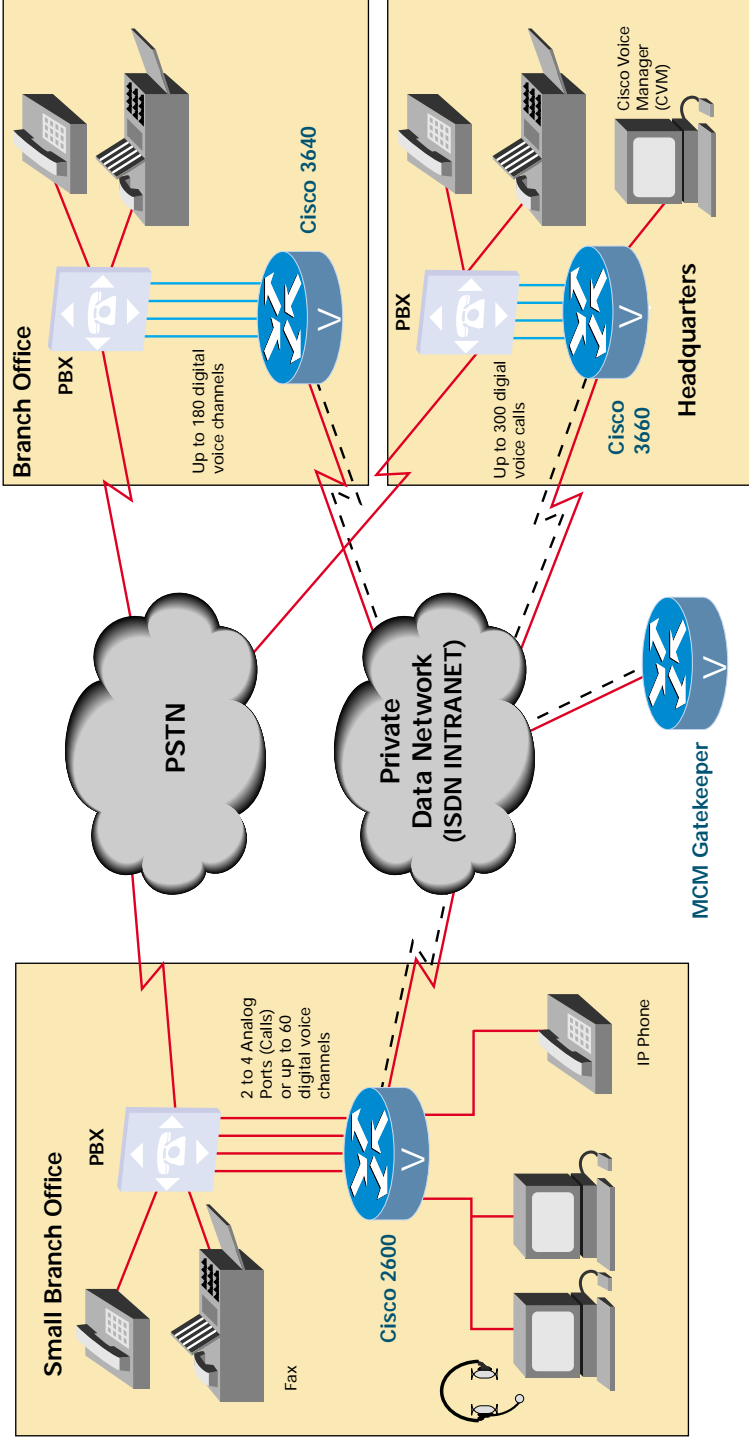 Small Branch Office
PBX
Fax
2 to 4 Analog
Ports (Calls)
or up to 60
digital voice
channels
Cisco 2600
V
IP Phone
PSTN
Private
Data Network
(ISDN INTRANET)
MCM Gatekeeper
V
Branch Office
PBX
Up to 180 digital
voice channels
Cisco 3640
V
PBX
Up to 300 digial
voice calls
Cisco
3660
V
Cisco Voice
Manager
(CVM)
Headquarters